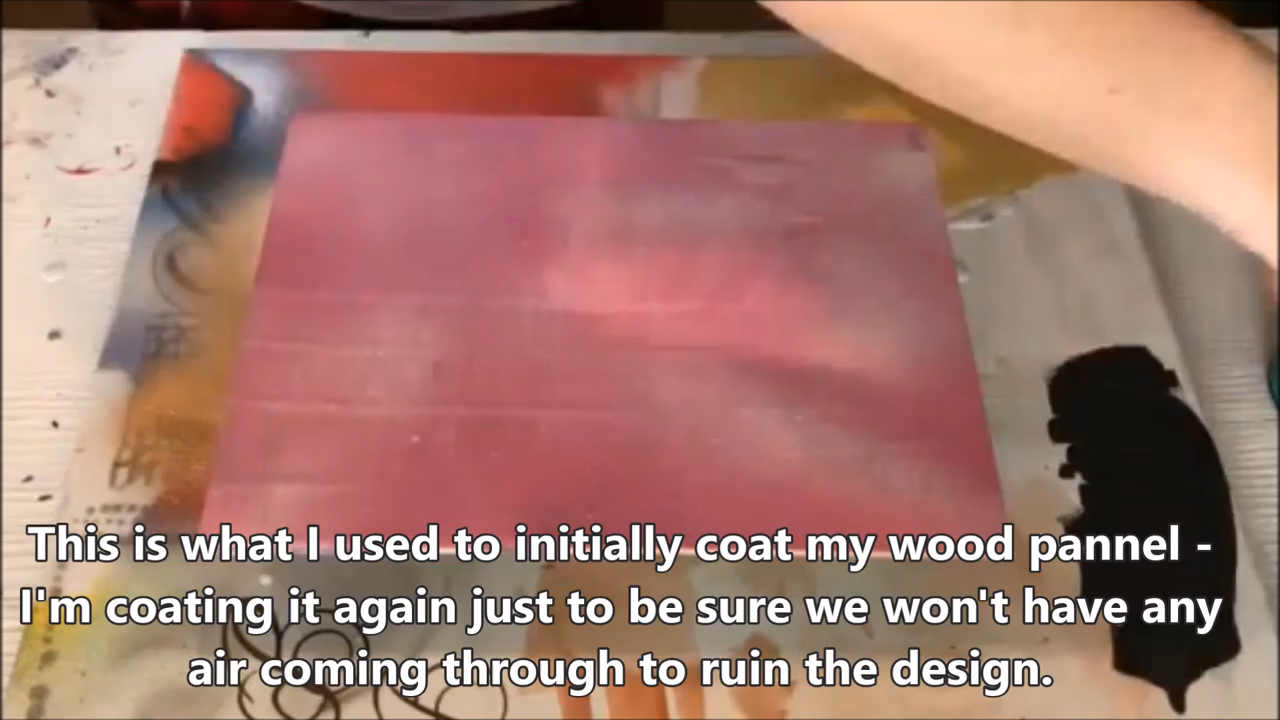 This is what I used to initially coat my wood pannel -
I'm coating it again just to be sure we won't have any
air coming through to ruin the design.